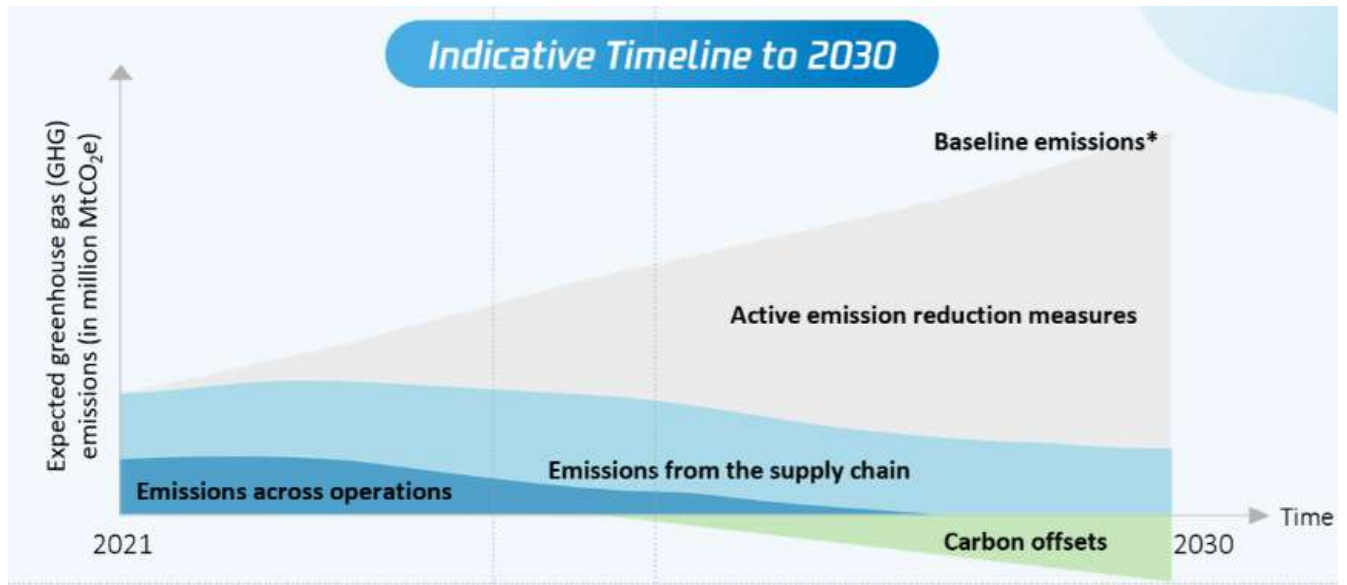 Indicative Timeline to 2030
Expected greenhouse gas (GHG)
emissions (in million MtCO₂e)
Baseline emissions*
Active emission reduction measures
Emissions from the supply chain
Emissions across operations
Carbon offsets
Time
2021
2030